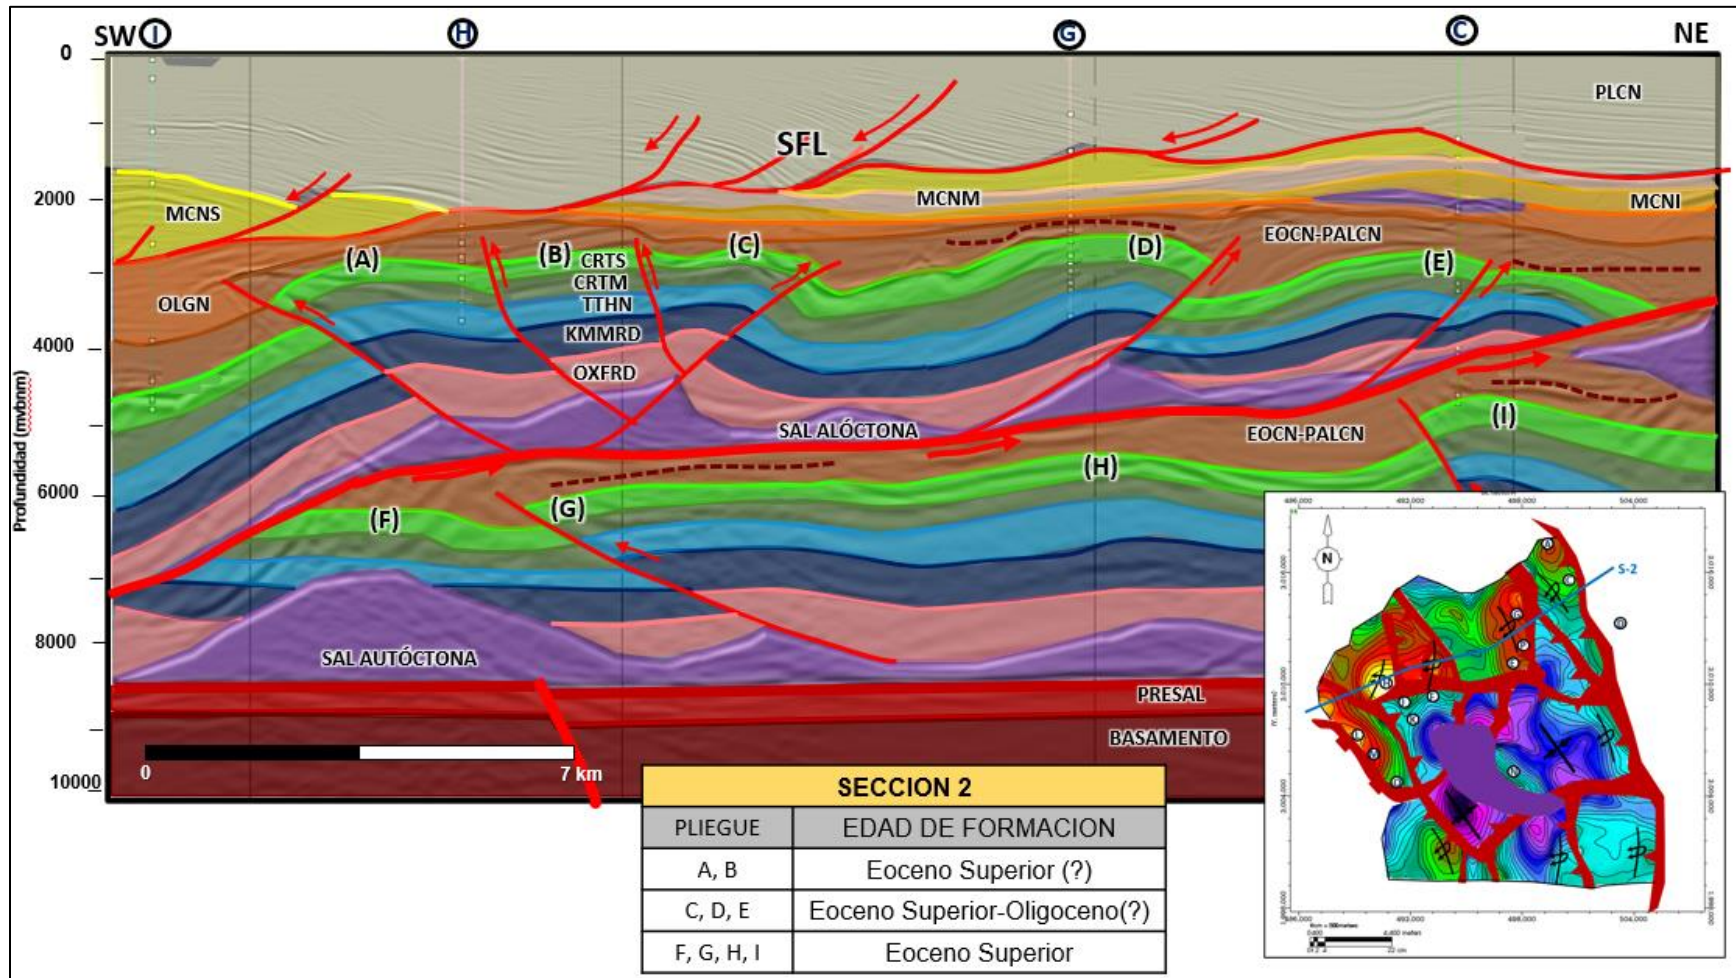 SW
I
H
G
C
NE
0
2000
4000
6000
8000
10000
Profundidad (mvbnm)
PLCN
SFL
MCNS
MCNM
MCNI
EOCN-PALCN
(A)
(B)
(C)
(D)
(E)
CRTS
CRTM
TTHN
KMMRD
OXFRD
OLGN
SAL ALÓCTONA
EOCN-PALCN
(I)
(H)
(G)
(F)
SAL AUTÓCTONA
PRESAL
BASAMENTO
0
7 km
SECCION 2
PLIEGUE EDAD DE FORMACION
A, B Eoceno Superior (?)
C, D, E Eoceno Superior-Oligoceno(?)
F, G, H, I Eoceno Superior
N
S-2